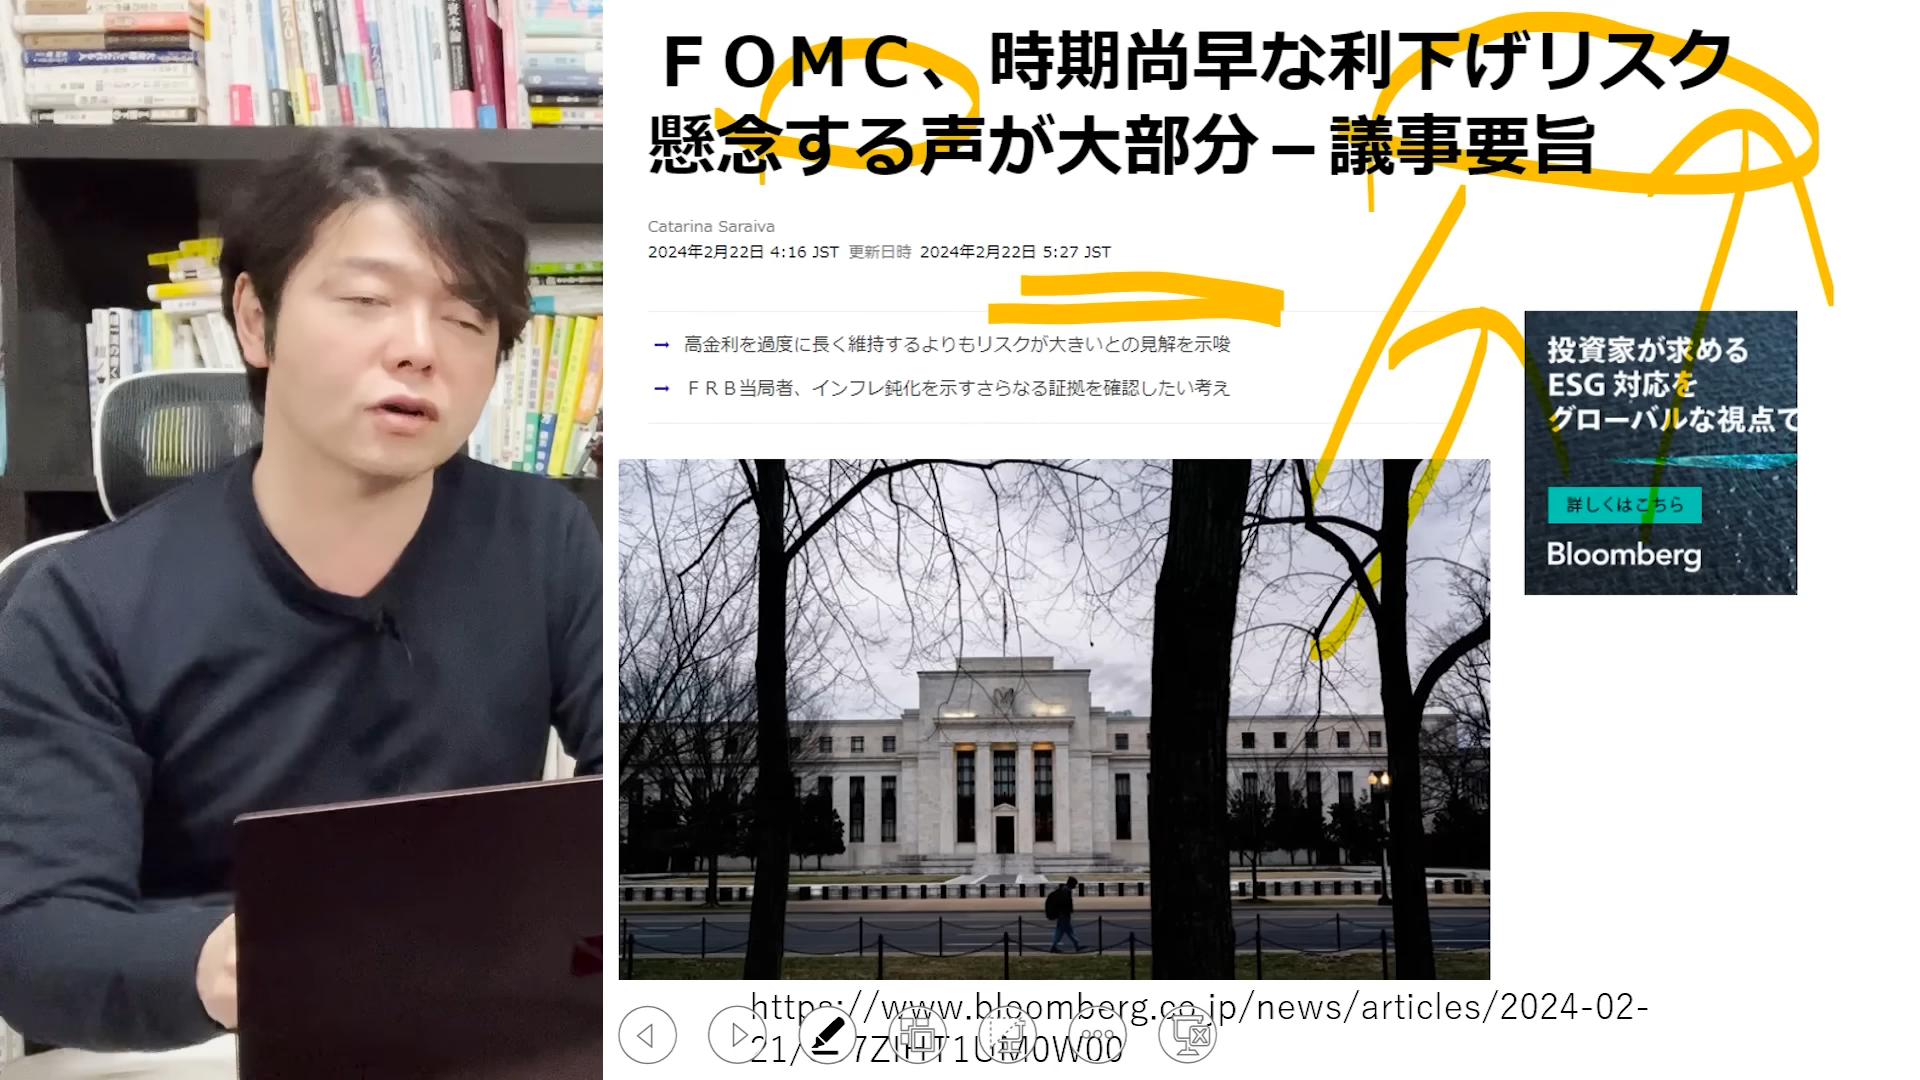 ＦＯＭＣ、時期尚早な利下げリスク
懸念する声が大部分－議事要旨
Catarina Saraiva
2024年2月22日 4:16 JST 更新日時 2024年2月22日 5:27 JST
→ 高金利を過度に長く維持するよりもリスクが大きいとの見解を示唆
→ ＦＲＢ当局者、インフレ鈍化を示すさらなる証拠を確認したい考え
投資家が求める
ESG 対応を
グローバルな視点で
詳しくはこちら
Bloomberg
https://www.bloomberg.co.jp/news/articles/2024-02-